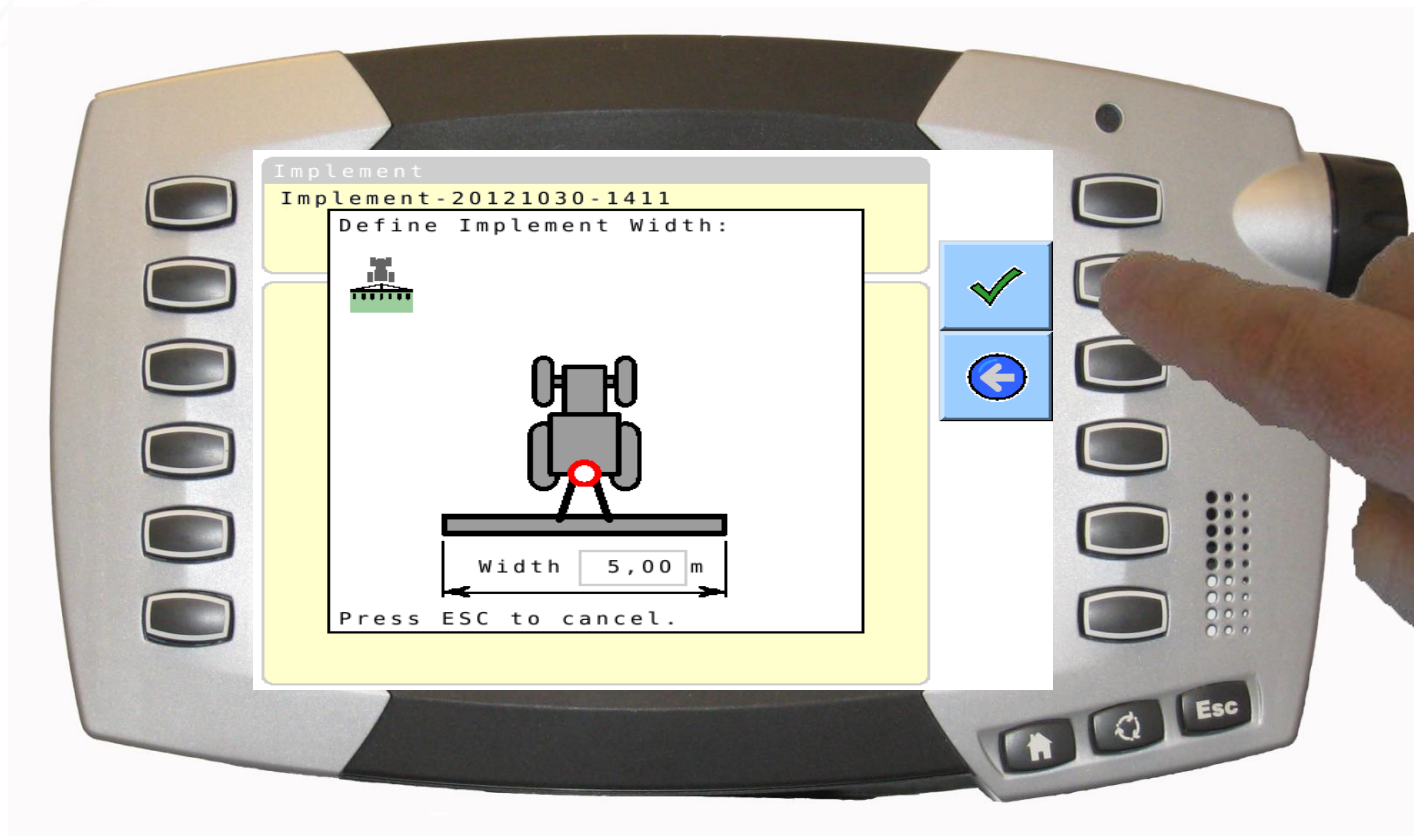 Implement
Implement-20121030-1411
Define Implement Width:
Width 5,00 m
Press ESC to cancel.
Esc